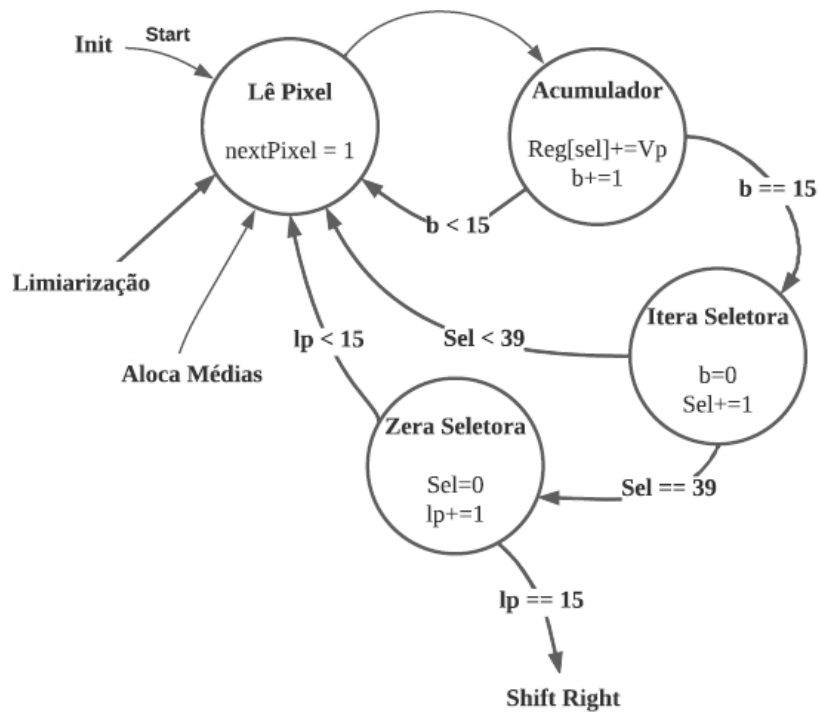 Init
Start
Lê Pixel
nextPixel = 1
Acumulador
Reg[sel]+=Vp
b+=1
b == 15
b < 15
Limiarização
Aloca Médias
lp < 15
Sel < 39
Itera Seletora
b=0
Sel+=1
Zera Seletora
Sel=0
lp+=1
Sel == 39
lp == 15
Shift Right